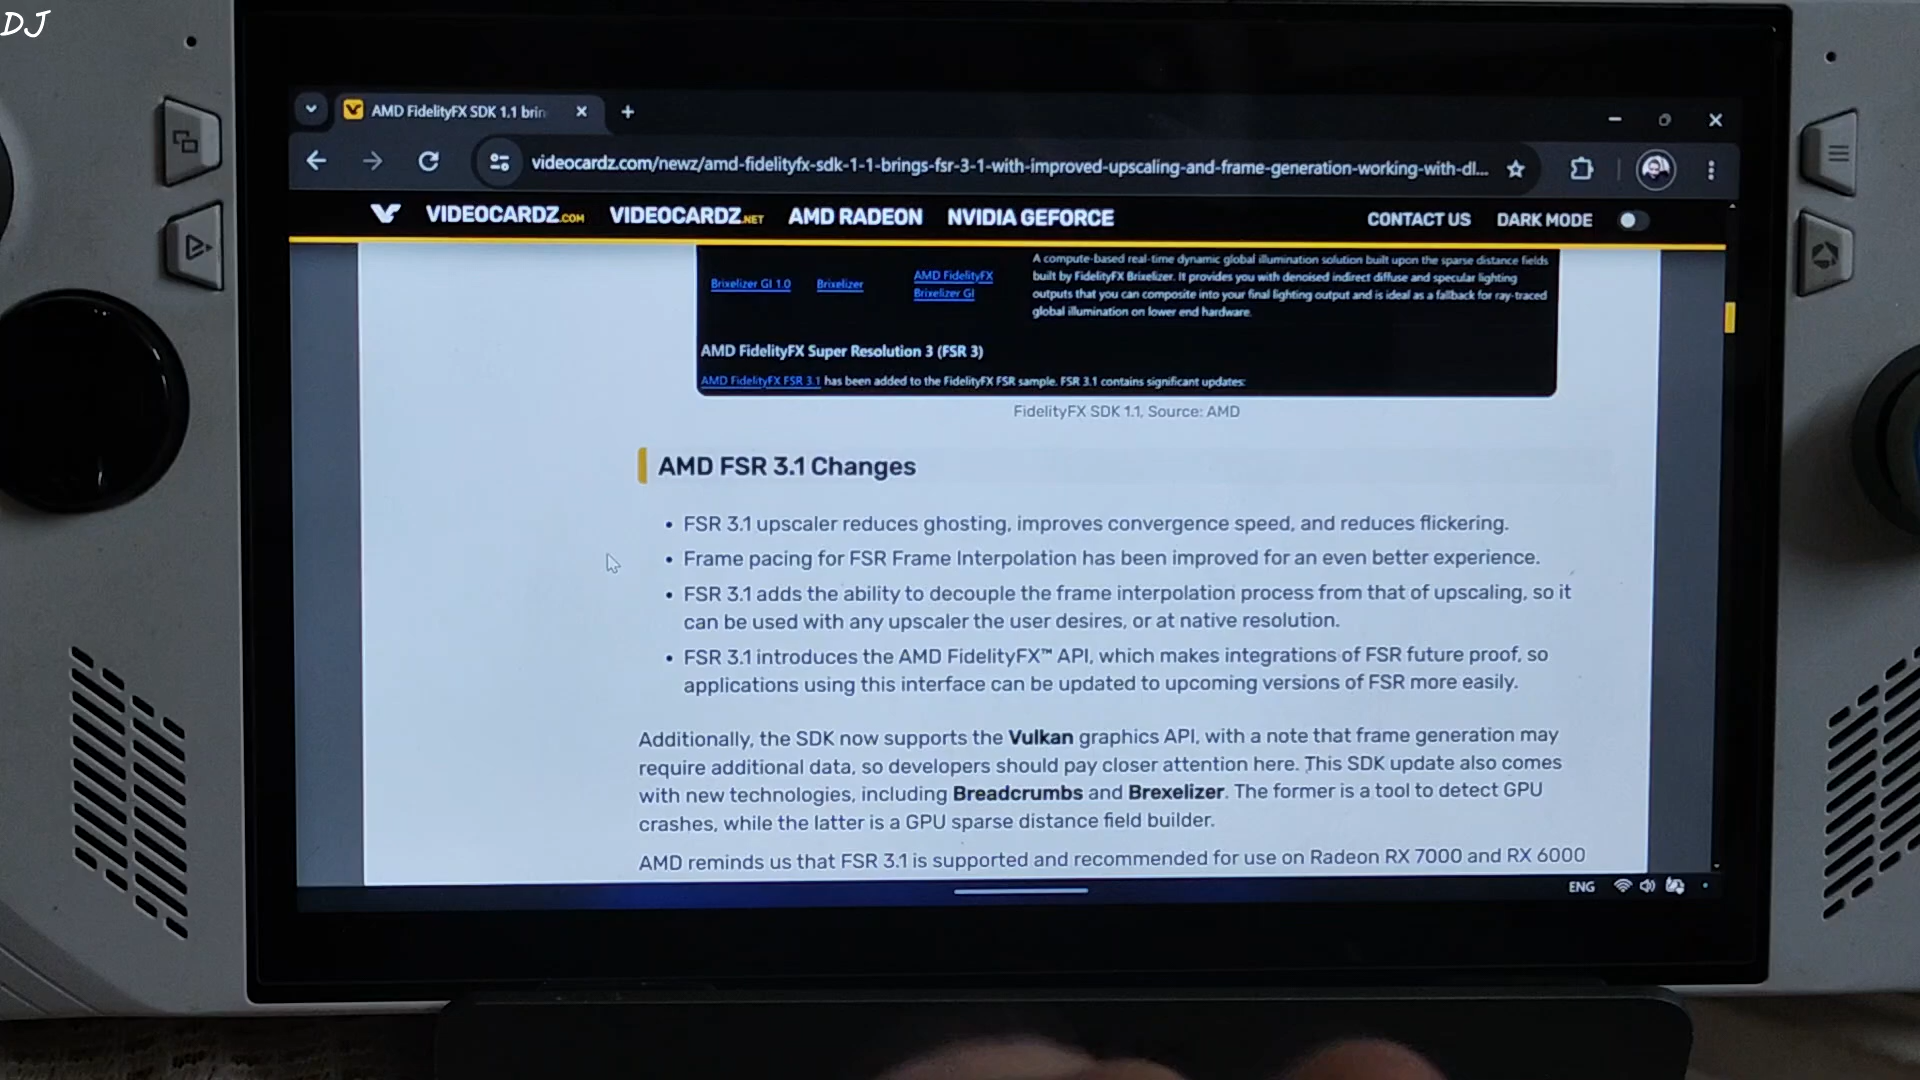 DJ
AMD FidelityFX SDK 1.1 brin
videocardz.com/newz/amd-fidelityfx-sdk-1-1-brings-fsr-3-1-with-improved-upscaling-and-frame-generation-working-with-dl...
VIDEOCARDZ.COM VIDEOCARDZ.NET AMD RADEON NVIDIA GEFORCE CONTACT US DARK MODE
A compute-based real-time dynamic global illumination solution built upon the sparse distance fields
Brixelizer GI 1.0 Brixelizer AMD FidelityFX built by FidelityFX Brixelizer. It provides you with denoised indirect diffuse and specular lighting
Brixelizer GI outputs that you can composite into your final lighting output and is ideal as a fallback for ray-traced
global illumination on lower end hardware.
AMD FidelityFX Super Resolution 3 (FSR 3)
AMD FidelityFX FSR 3.1 has been added to the FidelityFX FSR sample. FSR 3.1 contains significant updates:
FidelityFX SDK 1.1, Source: AMD
AMD FSR 3.1 Changes
• FSR 3.1 upscaler reduces ghosting, improves convergence speed, and reduces flickering.
• Frame pacing for FSR Frame Interpolation has been improved for an even better experience.
• FSR 3.1 adds the ability to decouple the frame interpolation process from that of upscaling, so it
can be used with any upscaler the user desires, or at native resolution.
• FSR 3.1 introduces the AMD FidelityFX™ API, which makes integrations of FSR future proof, so
applications using this interface can be updated to upcoming versions of FSR more easily.
Additionally, the SDK now supports the Vulkan graphics API, with a note that frame generation may
require additional data, so developers should pay closer attention here. This SDK update also comes
with new technologies, including Breadcrumbs and Brexelizer. The former is a tool to detect GPU
crashes, while the latter is a GPU sparse distance field builder.
AMD reminds us that FSR 3.1 is supported and recommended for use on Radeon RX 7000 and RX 6000
ENG